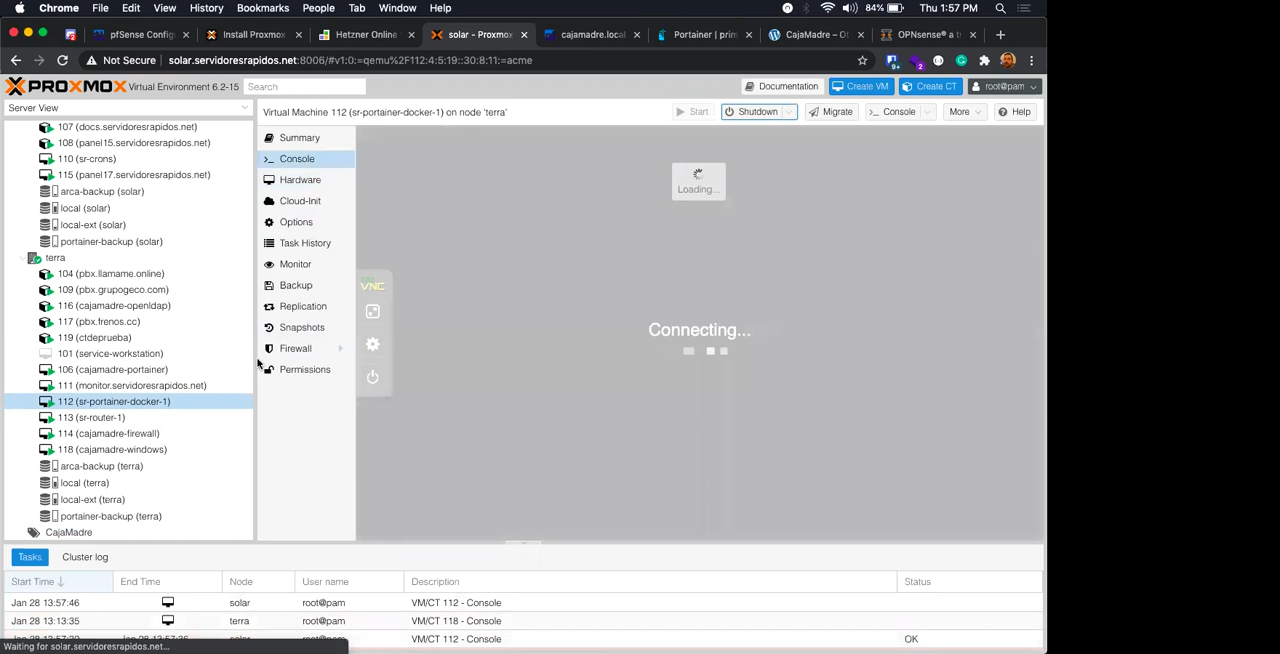 Chrome File Edit View History Bookmarks People Tab Window Help 84% Thu 1:57 PM
pfSense Config Install Proxmox Hetzner Online solar - Proxmox cajamadre.local Portainer | prim CajaMadre – Ot OPNsense® a t
Not Secure solar.servidoresrapidos.net:8006/#v1:0:=qemu%2F112:4:5:19::30:8:11:=acme
PROXMOX Virtual Environment 6.2-15 Search Documentation Create VM Create CT root@pam
Server View
Virtual Machine 112 (sr-portainer-docker-1) on node 'terra' Start Shutdown Migrate Console More Help
107 (docs.servidoresrapidos.net)
108 (panel15.servidoresrapidos.net)
110 (sr-crons)
115 (panel17.servidoresrapidos.net)
arca-backup (solar)
local (solar)
local-ext (solar)
portainer-backup (solar)
terra
104 (pbx.llamame.online)
109 (pbx.grupogeco.com)
116 (cajamadre-openldap)
117 (pbx.frenos.cc)
119 (ctdeprueba)
101 (service-workstation)
106 (cajamadre-portainer)
111 (monitor.servidoresrapidos.net)
112 (sr-portainer-docker-1)
113 (sr-router-1)
114 (cajamadre-firewall)
118 (cajamadre-windows)
arca-backup (terra)
local (terra)
local-ext (terra)
portainer-backup (terra)
CajaMadre
Summary
Console
Hardware
Cloud-Init
Options
Task History
Monitor
Backup
Replication
Snapshots
Firewall
Permissions
Loading...
VNC
Connecting...
Tasks Cluster log
Start Time End Time Node User name Description Status
Jan 28 13:57:46 solar root@pam VM/CT 112 - Console
Jan 28 13:13:35 terra root@pam VM/CT 118 - Console
solar root@pam VM/CT 112 - Console OK
Waiting for solar.servidoresrapidos.net...